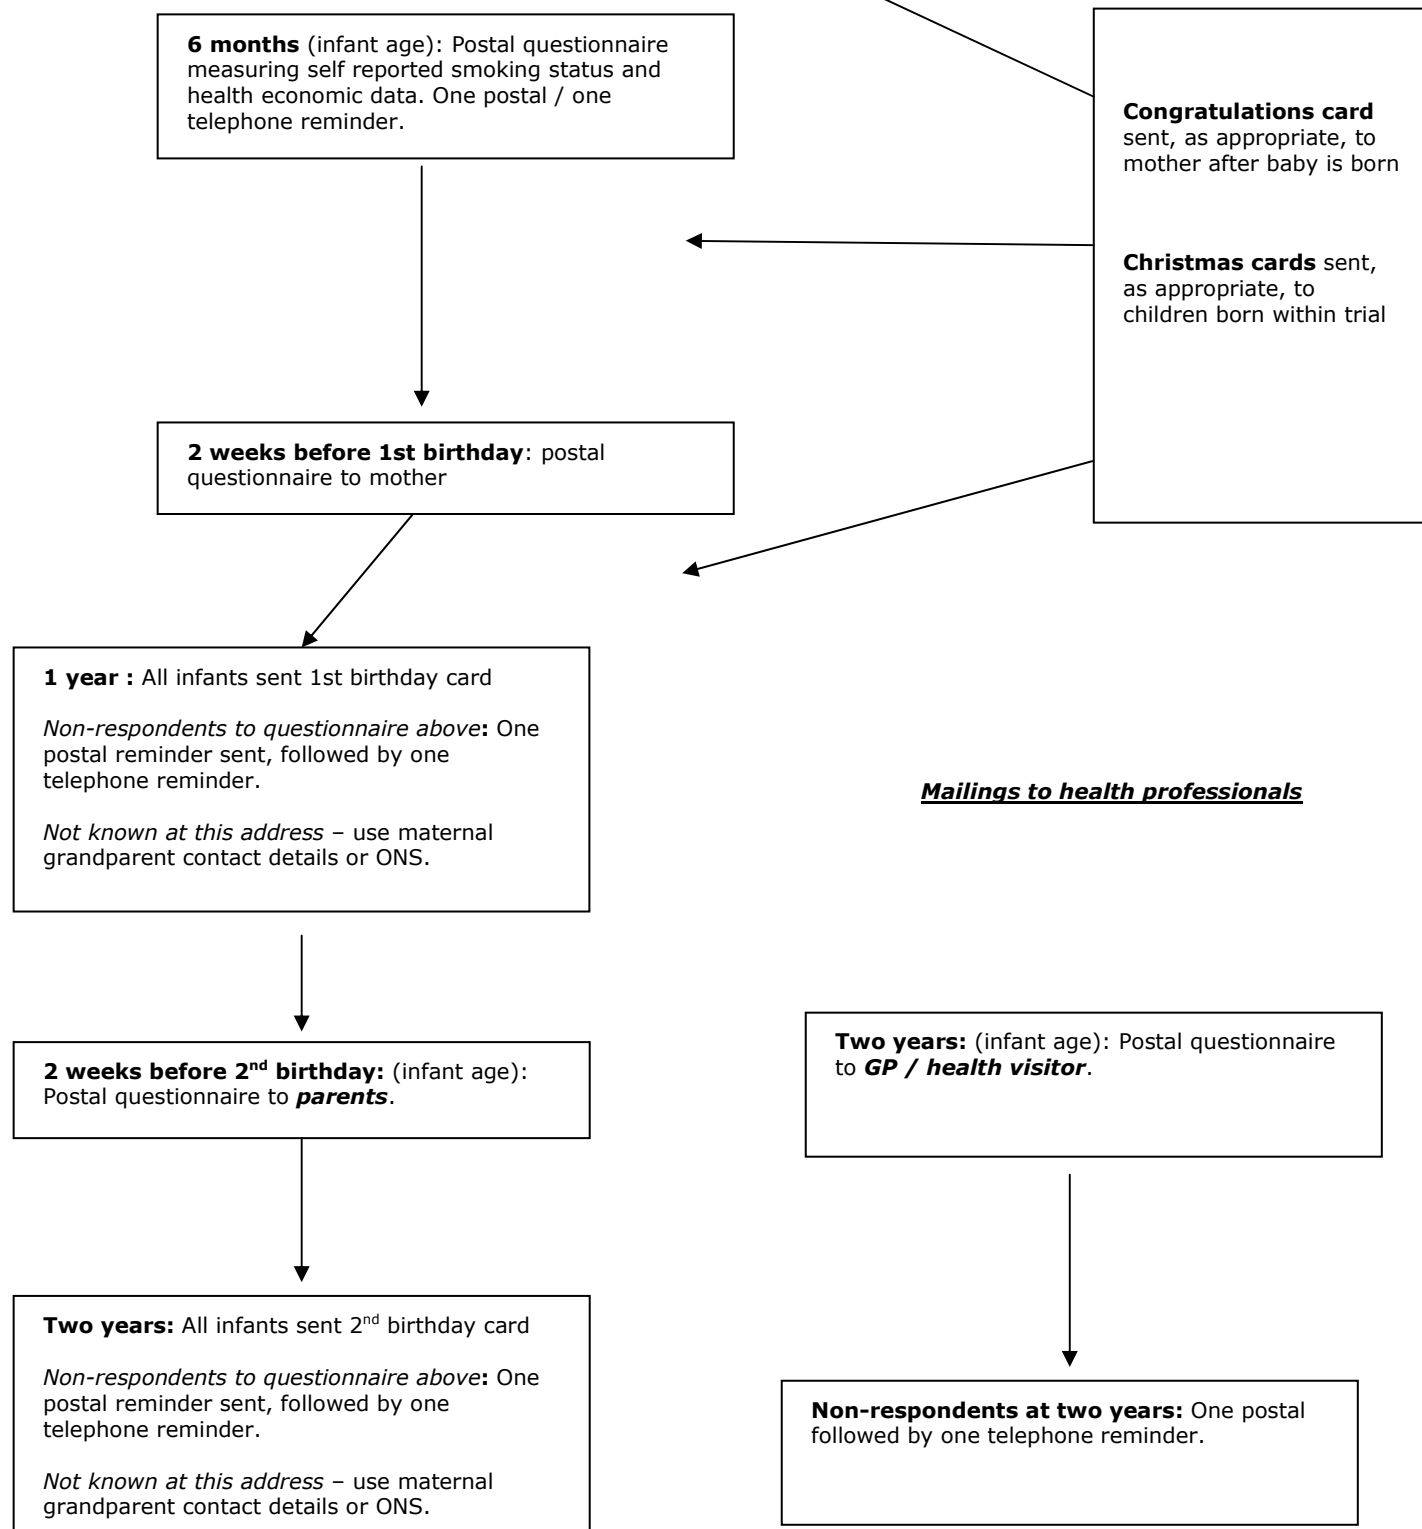 6 months (infant age): Postal questionnaire
measuring self reported smoking status and
health economic data. One postal / one
telephone reminder.
Congratulations card
sent, as appropriate, to
mother after baby is born
Christmas cards sent,
as appropriate, to
children born within trial
2 weeks before 1st birthday: postal
questionnaire to mother
1 year : All infants sent 1st birthday card
Non-respondents to questionnaire above: One
postal reminder sent, followed by one
telephone reminder.
Not known at this address – use maternal
grandparent contact details or ONS.
Mailings to health professionals
2 weeks before 2nd birthday: (infant age):
Postal questionnaire to parents.
Two years: (infant age): Postal questionnaire
to GP / health visitor.
Two years: All infants sent 2nd birthday card
Non-respondents to questionnaire above: One
postal reminder sent, followed by one
telephone reminder.
Not known at this address – use maternal
grandparent contact details or ONS.
Non-respondents at two years: One postal
followed by one telephone reminder.